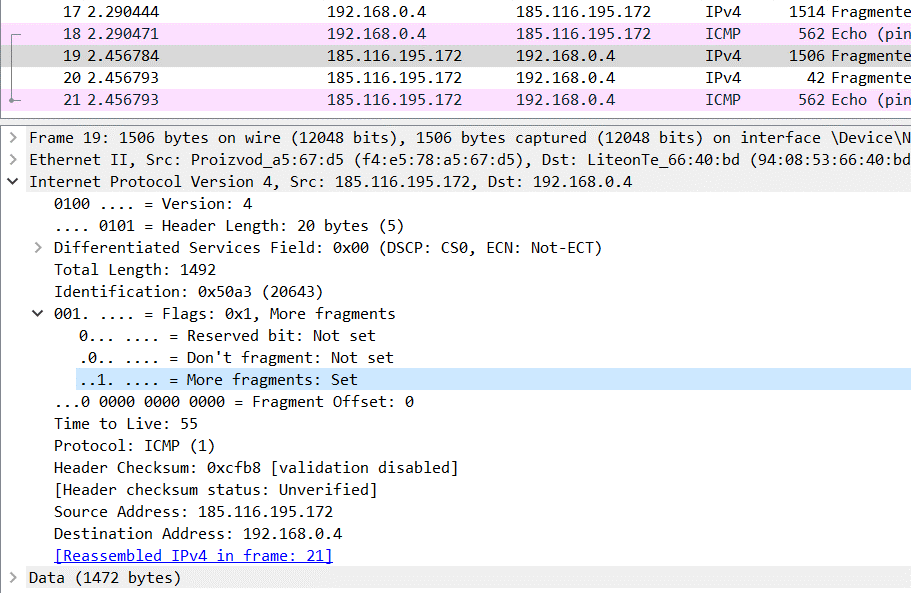 17 2.290444 192.168.0.4 185.116.195.172 IPv4 1514 Fragmente
18 2.290471 192.168.0.4 185.116.195.172 ICMP 562 Echo (pin
19 2.456784 185.116.195.172 192.168.0.4 IPv4 1506 Fragmente
20 2.456793 185.116.195.172 192.168.0.4 IPv4 42 Fragmente
21 2.456793 185.116.195.172 192.168.0.4 ICMP 562 Echo (pin
Frame 19: 1506 bytes on wire (12048 bits), 1506 bytes captured (12048 bits) on interface \Device\N
Ethernet II, Src: Proizvod_a5:67:d5 (f4:e5:78:a5:67:d5), Dst: LiteonTe_66:40:bd (94:08:53:66:40:bd
Internet Protocol Version 4, Src: 185.116.195.172, Dst: 192.168.0.4
0100 .... = Version: 4
.... 0101 = Header Length: 20 bytes (5)
Differentiated Services Field: 0x00 (DSCP: CS0, ECN: Not-ECT)
Total Length: 1492
Identification: 0x50a3 (20643)
001. .... = Flags: 0x1, More fragments
0... .... = Reserved bit: Not set
.0.. .... = Don't fragment: Not set
..1. .... = More fragments: Set
...0 0000 0000 0000 = Fragment Offset: 0
Time to Live: 55
Protocol: ICMP (1)
Header Checksum: 0xcfb8 [validation disabled]
[Header checksum status: Unverified]
Source Address: 185.116.195.172
Destination Address: 192.168.0.4
[Reassembled IPv4 in frame: 21]
Data (1472 bytes)